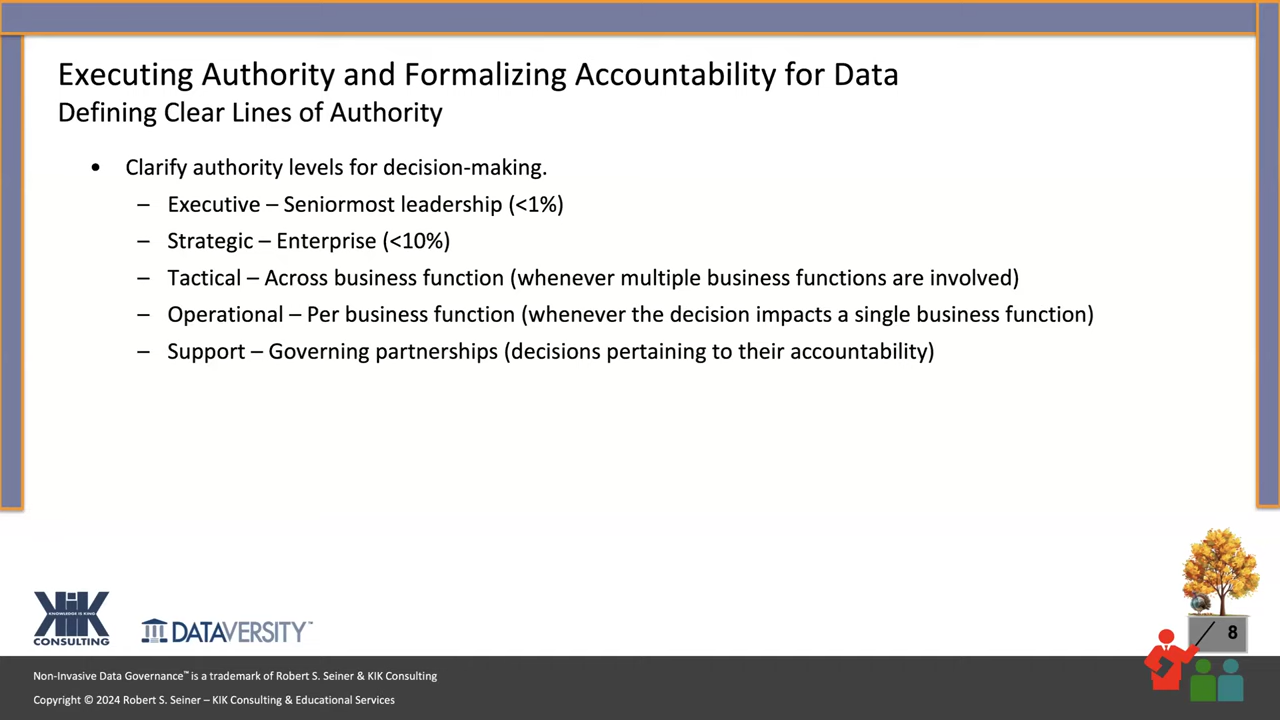 Executing Authority and Formalizing Accountability for Data
Defining Clear Lines of Authority
• Clarify authority levels for decision-making.
– Executive – Seniormost leadership (<1%)
– Strategic – Enterprise (<10%)
– Tactical – Across business function (whenever multiple business functions are involved)
– Operational – Per business function (whenever the decision impacts a single business function)
– Support – Governing partnerships (decisions pertaining to their accountability)
KIK
KNOWLEDGE IS KING
CONSULTING
DATAVERSITY™
8
Non-Invasive Data Governance™ is a trademark of Robert S. Seiner & KIK Consulting
Copyright © 2024 Robert S. Seiner – KIK Consulting & Educational Services